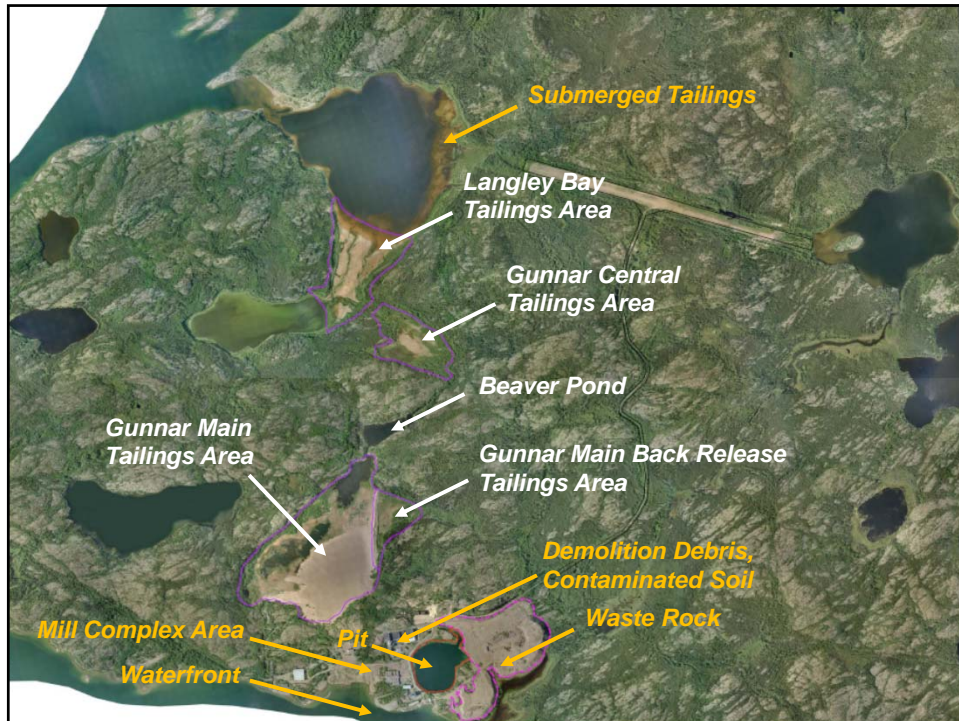 Submerged Tailings
Langley Bay
Tailings Area
Gunnar Central
Tailings Area
Beaver Pond
Gunnar Main
Tailings Area
Gunnar Main Back Release
Tailings Area
Demolition Debris,
Contaminated Soil
Mill Complex Area
Pit
Waste Rock
Waterfront